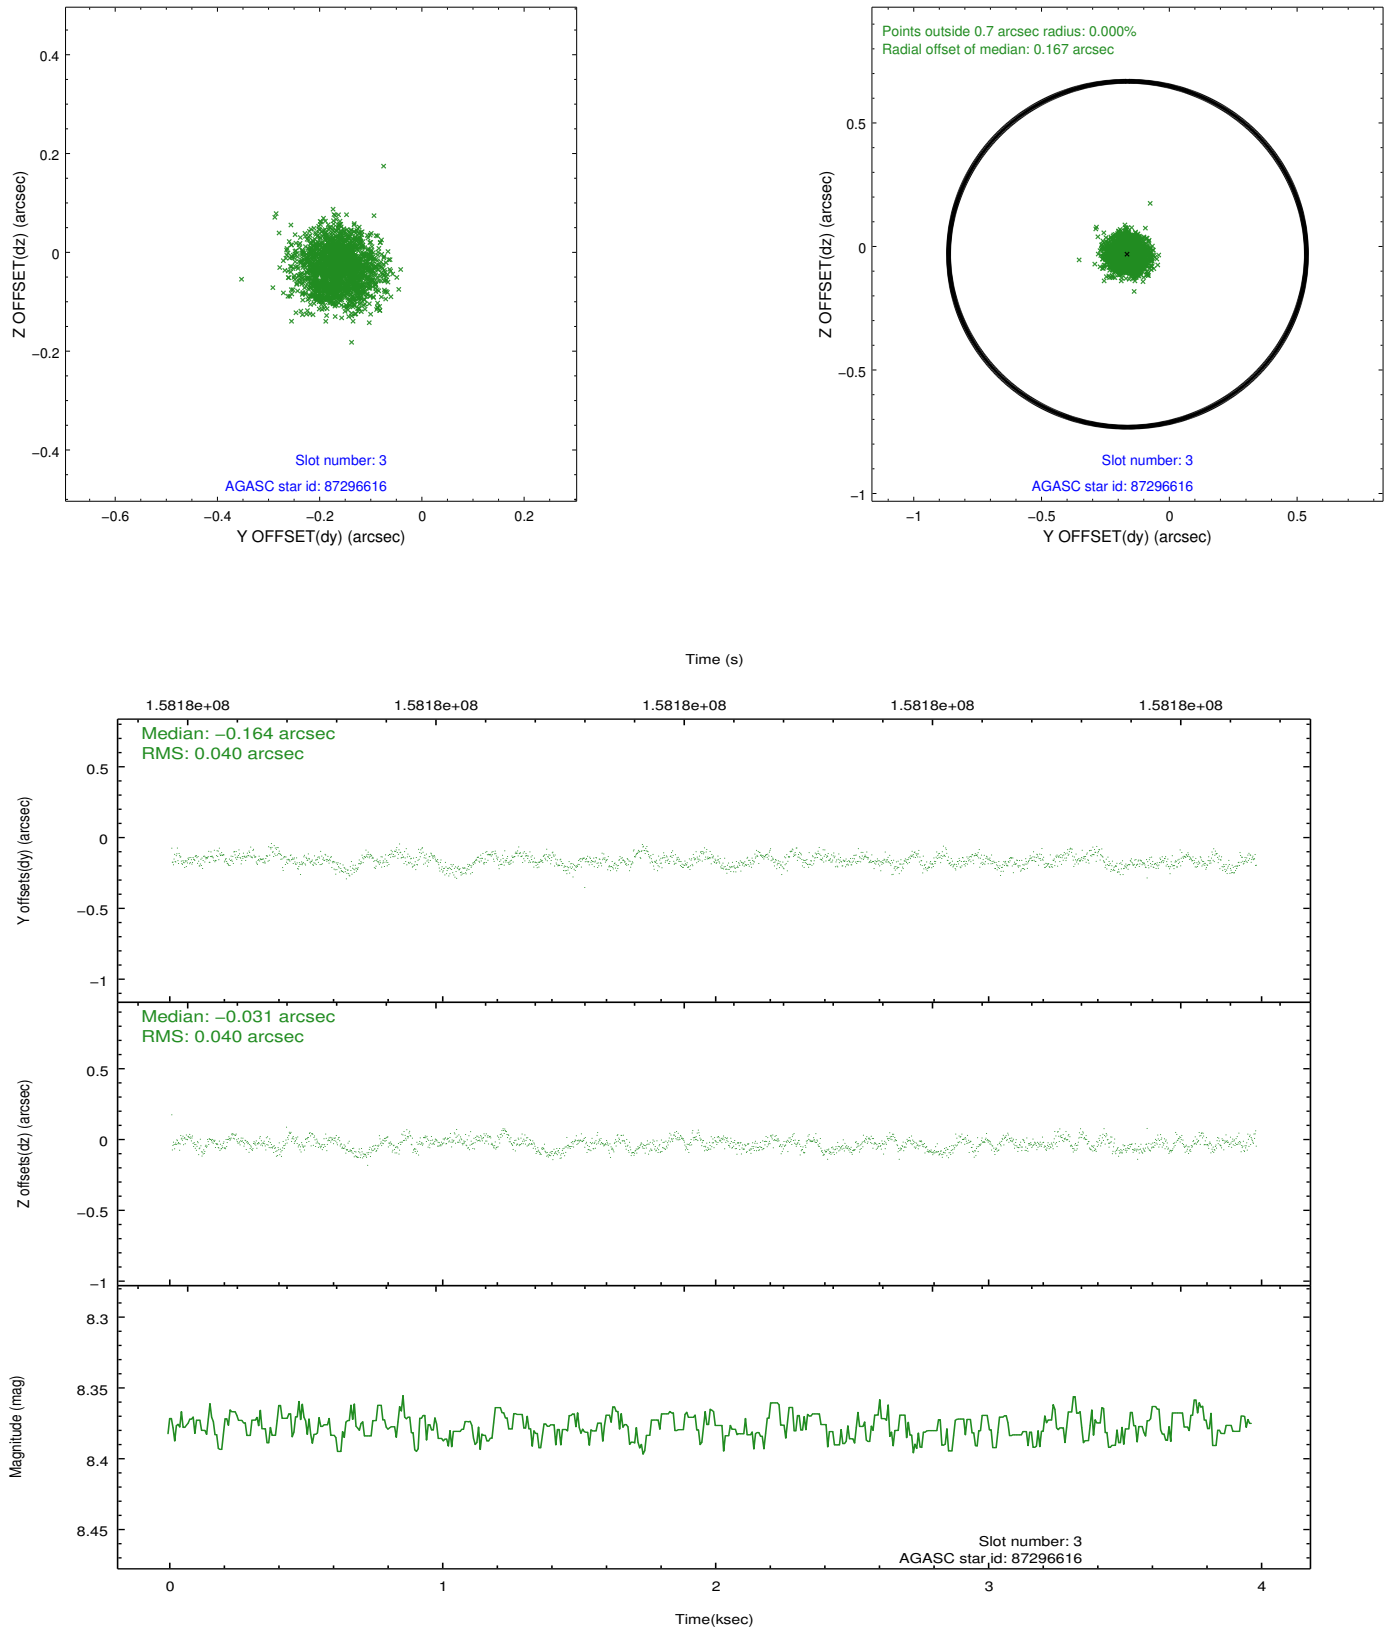 0.4
0.2
0
−0.2
−0.4
Z OFFSET(dz) (arcsec)
Slot number: 3
AGASC star id: 87296616
−0.6
−0.4
−0.2
0
0.2
Y OFFSET(dy) (arcsec)
Points outside 0.7 arcsec radius: 0.000%
Radial offset of median: 0.167 arcsec
0.5
0
−0.5
−1
Z OFFSET(dz) (arcsec)
Slot number: 3
AGASC star id: 87296616
−1
−0.5
0
0.5
Y OFFSET(dy) (arcsec)
Time (s)
1.5818e+08
1.5818e+08
1.5818e+08
1.5818e+08
1.5818e+08
Median: −0.164 arcsec
RMS: 0.040 arcsec
0.5
0
−0.5
−1
Y offsets(dy) (arcsec)
Median: −0.031 arcsec
RMS: 0.040 arcsec
0.5
0
−0.5
−1
Z offsets(dz) (arcsec)
8.3
8.35
8.4
8.45
Magnitude (mag)
Slot number: 3
AGASC star id: 87296616
0
1
2
3
4
Time(ksec)